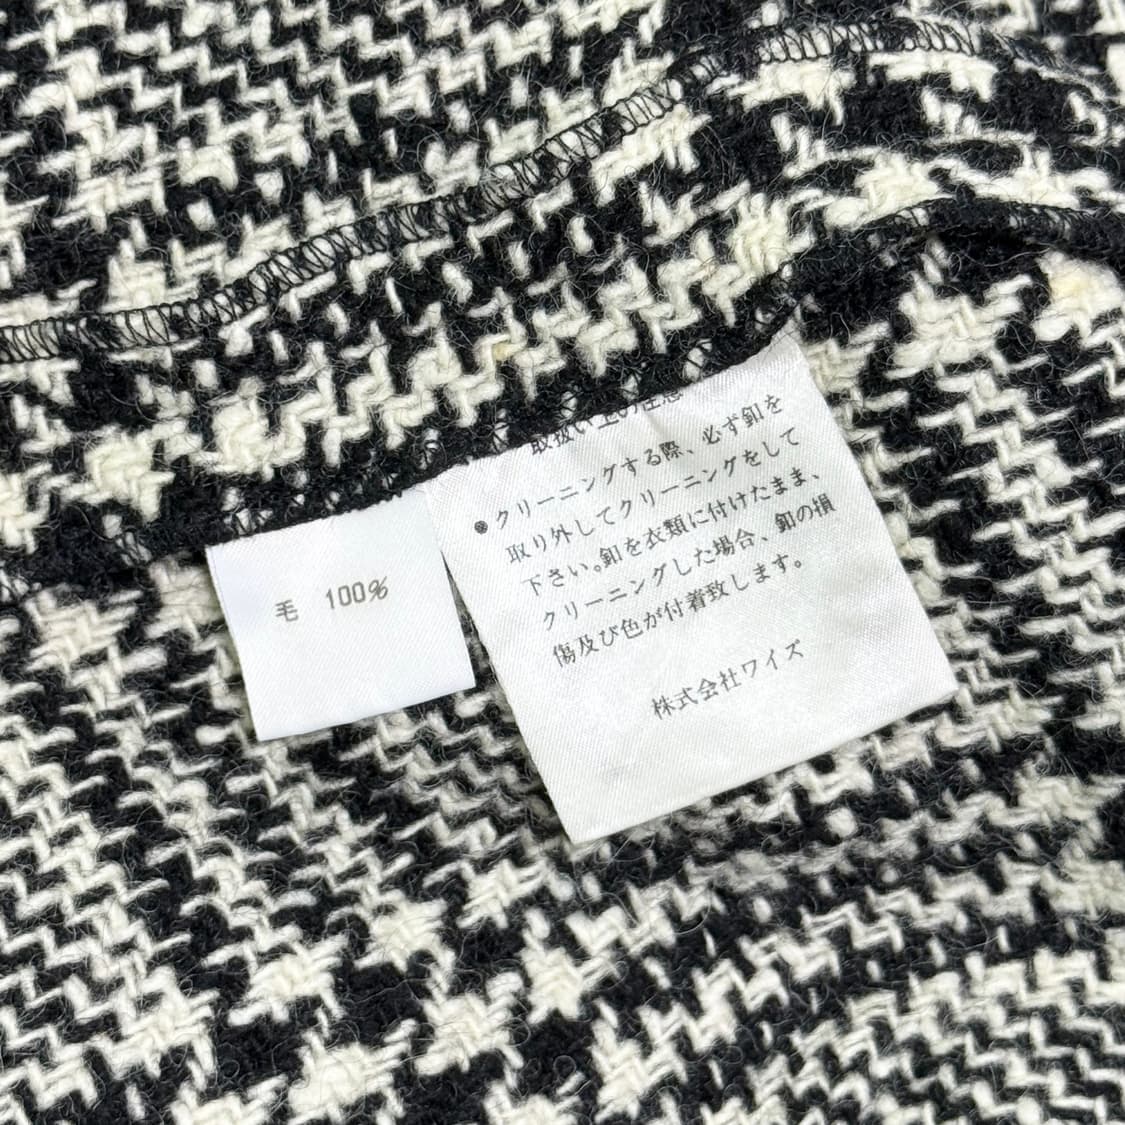 毛 100%
取扱い上の注意
●クリーニングする際、必ず釦を
取り外してクリーニングをして
下さい。釦を衣類に付けたまま、
クリーニングした場合、釦の損
傷及び色が付着致します。
株式会社ワイズ